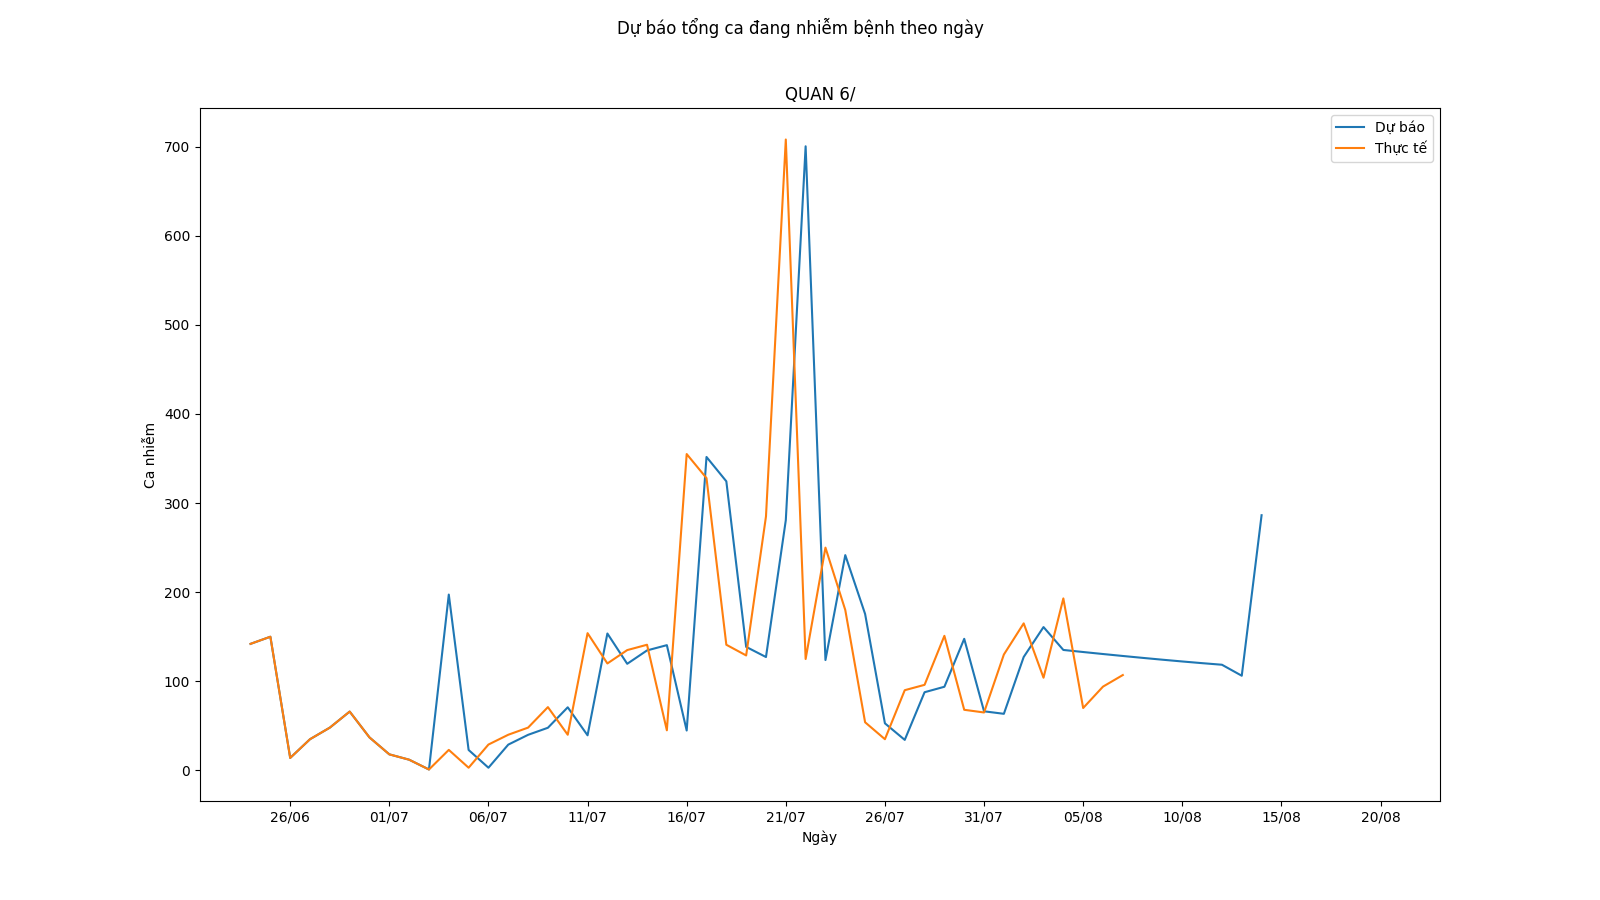 Dự báo tổng ca đang nhiễm bệnh theo ngày
QUAN 6/
Dự báo
Thực tế
700
600
500
400
300
200
100
0
Ca nhiễm
26/06 01/07 06/07 11/07 16/07 21/07 26/07 31/07 05/08 10/08 15/08 20/08
Ngày